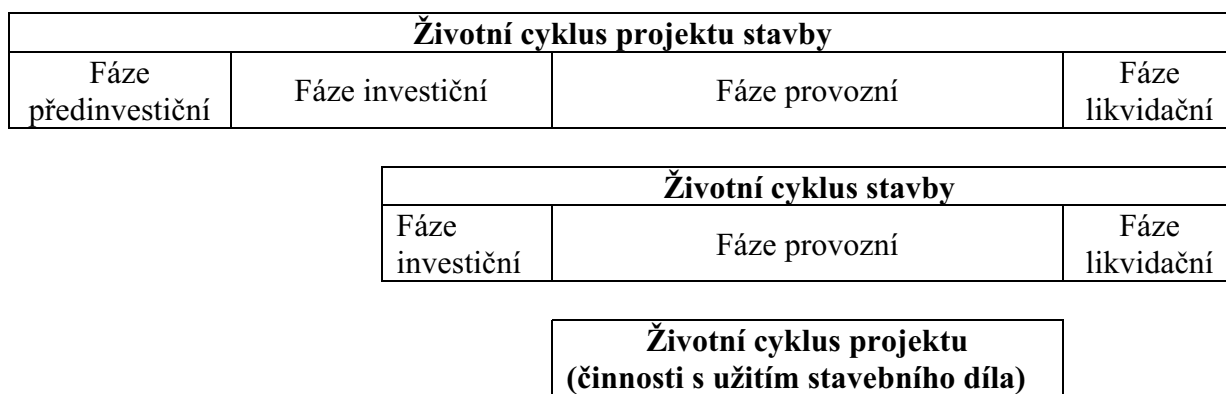 Životní cyklus projektu stavby
Fáze
předinvestiční
Fáze investiční
Fáze provozní
Fáze
likvidační
Životní cyklus stavby
Fáze
investiční
Fáze provozní
Fáze
likvidační
Životní cyklus projektu
(činnosti s užitím stavebního díla)